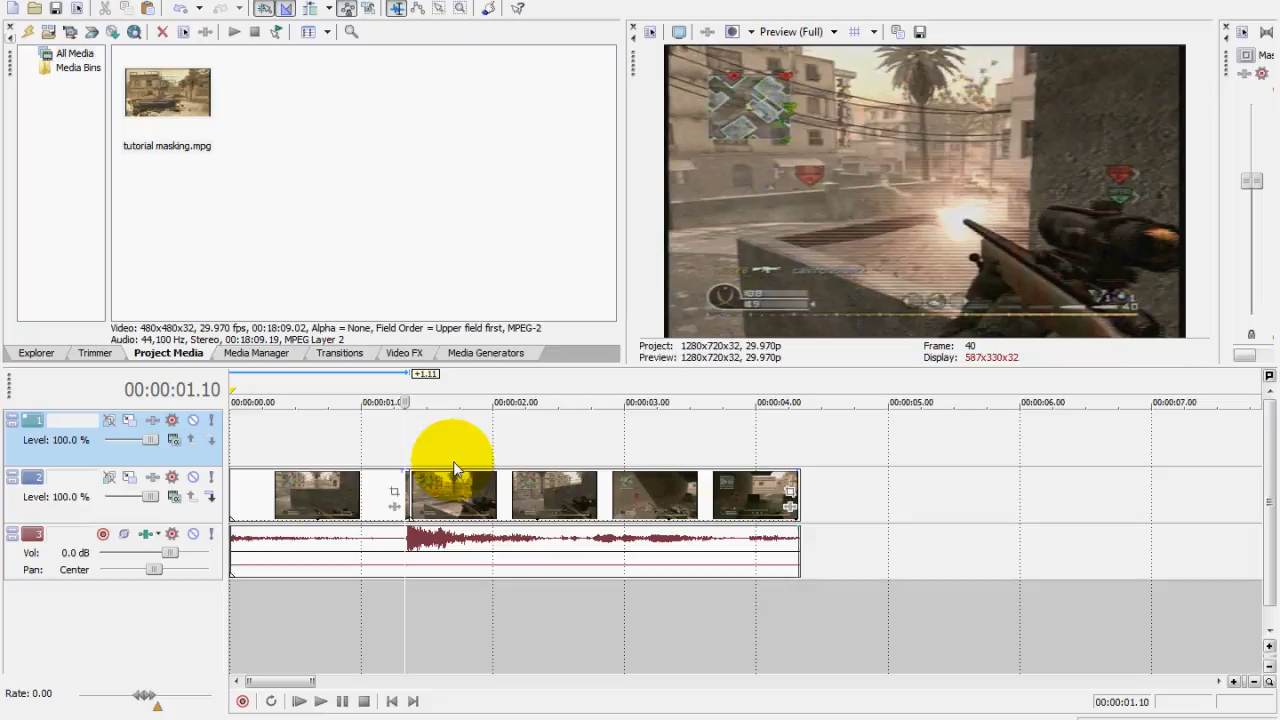 Preview (Full)
All Media
Media Bins
tutorial masking.mpg
Video: 480x480x32, 29.970 fps, 00:18:09.02, Alpha = None, Field Order = Upper field first, MPEG-2
Audio: 44,100 Hz, Stereo, 00:18:09.19, MPEG Layer 2
Explorer
Trimmer
Project Media
Media Manager
Transitions
Video FX
Media Generators
Project: 1280x720x32, 29.970p
Preview: 1280x720x32, 29.970p
Frame: 40
Display: 587x330x32
Mas
00:00:01.10
+1.11
00:00:00.00
00:00:01.0
00:00:02.00
00:00:03.00
00:00:04.00
00:00:05.00
00:00:06.00
00:00:07.00
1
Level: 100.0 %
2
Level: 100.0 %
3
Vol: 0.0 dB
Pan: Center
Rate: 0.00
00:00:01.10